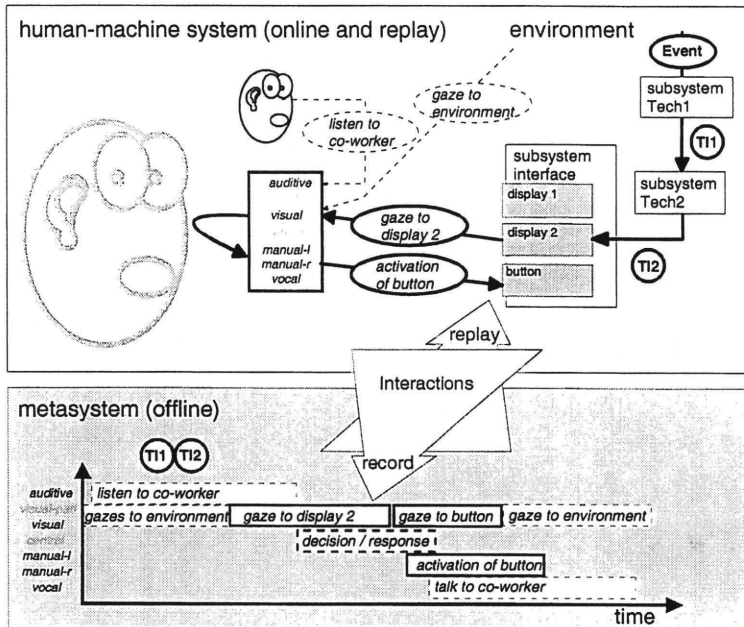 human-machine system (online and replay)
environment
Event
subsystem
Tech1
TI1
subsystem
Tech2
TI2
gaze to
environment
listen to
co-worker
subsystem
interface
display 1
display 2
button
auditive
visual
manual-l
manual-r
vocal
gaze to
display 2
activation
of button
replay
Interactions
record
metasystem (offline)
TI1 TI2
auditive listen to co-worker
visual gazes to environment gaze to display 2 gaze to button gaze to environment
central decision / response
manual-l
manual-r activation of button
vocal talk to co-worker
time